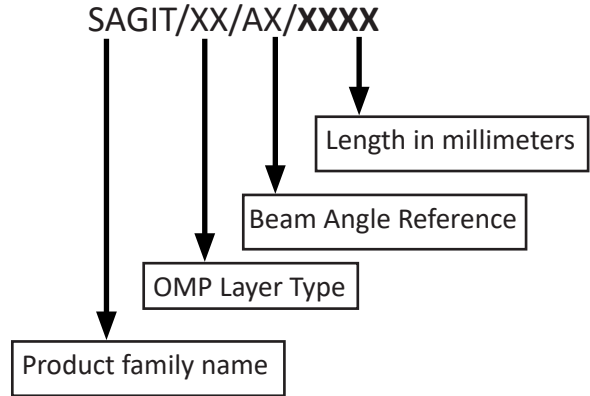 SAGIT/XX/AX/XXXX
Length in millimeters
Beam Angle Reference
OMP Layer Type
Product family name